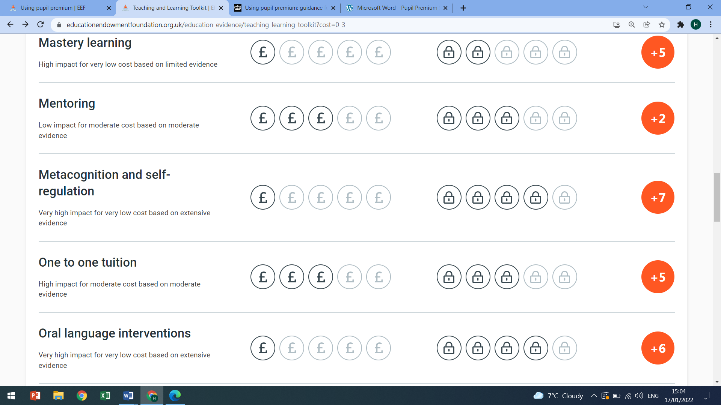 Using pupil premium | EEF
Teaching and Learning Toolkit | E
Using pupil premium: guidance
Microsoft Word - Pupil Premium
educationendowmentfoundation.org.uk/education-evidence/teaching-learning-toolkit?cost=0-3
Mastery learning
£ £ £ £ £
+5
High impact for very low cost based on limited evidence
Mentoring
£ £ £ £ £
+2
Low impact for moderate cost based on moderate
evidence
Metacognition and self-
regulation
£ £ £ £ £
+7
Very high impact for very low cost based on extensive
evidence
One to one tuition
£ £ £ £ £
+5
High impact for moderate cost based on moderate
evidence
Oral language interventions
£ £ £ £ £
+6
Very high impact for very low cost based on extensive
evidence
7°C Cloudy
ENG
15:04
17/01/2022